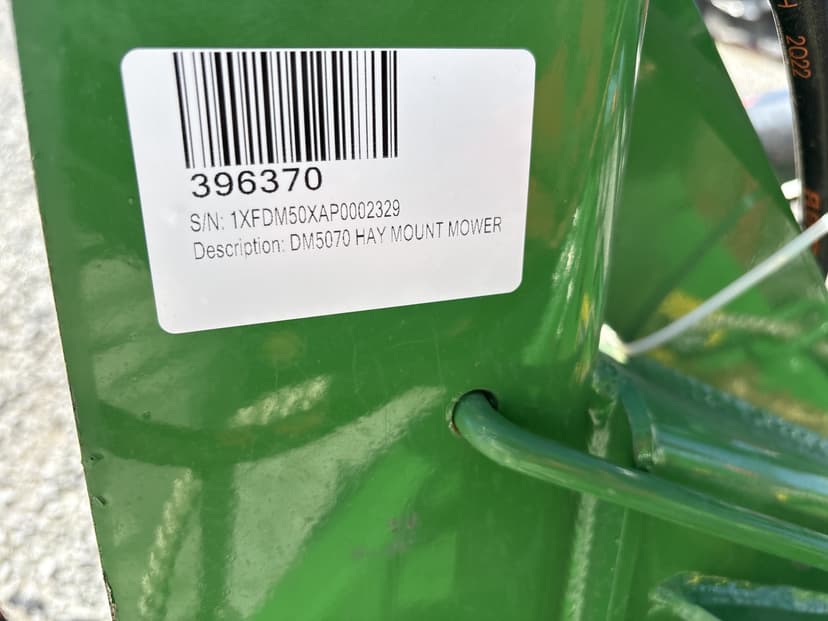 396370
S/N: 1XFDM50XAP0002329
Description: DM5070 HAY MOUNT MOWER
2022